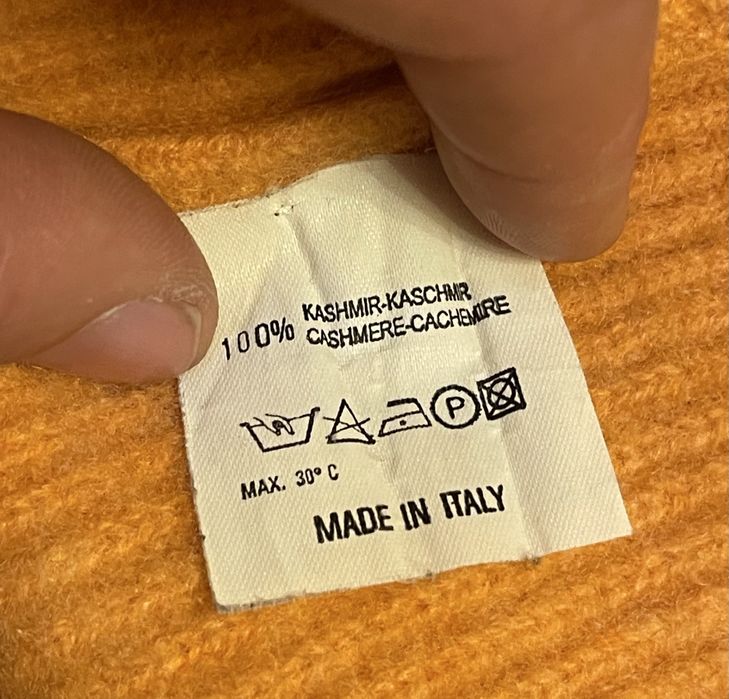 100% KASHMIR-KASCHMIR
CASHMERE-CACHEMIRE
P
MAX. 30° C
MADE IN ITALY